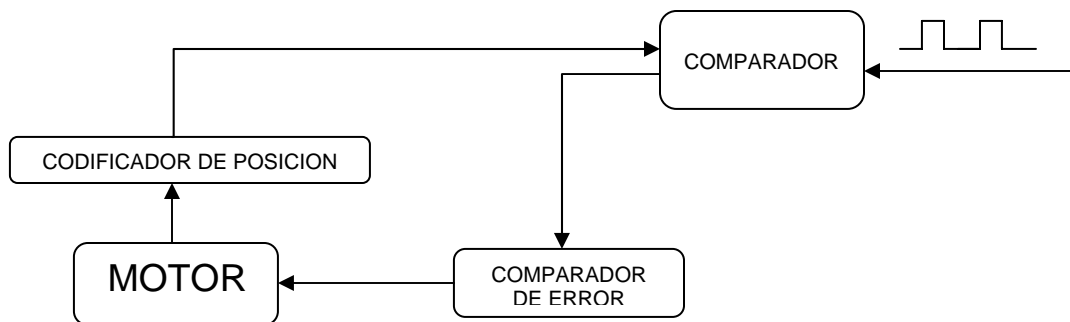 COMPARADOR
CODIFICADOR DE POSICION
MOTOR
COMPARADOR
DE ERROR